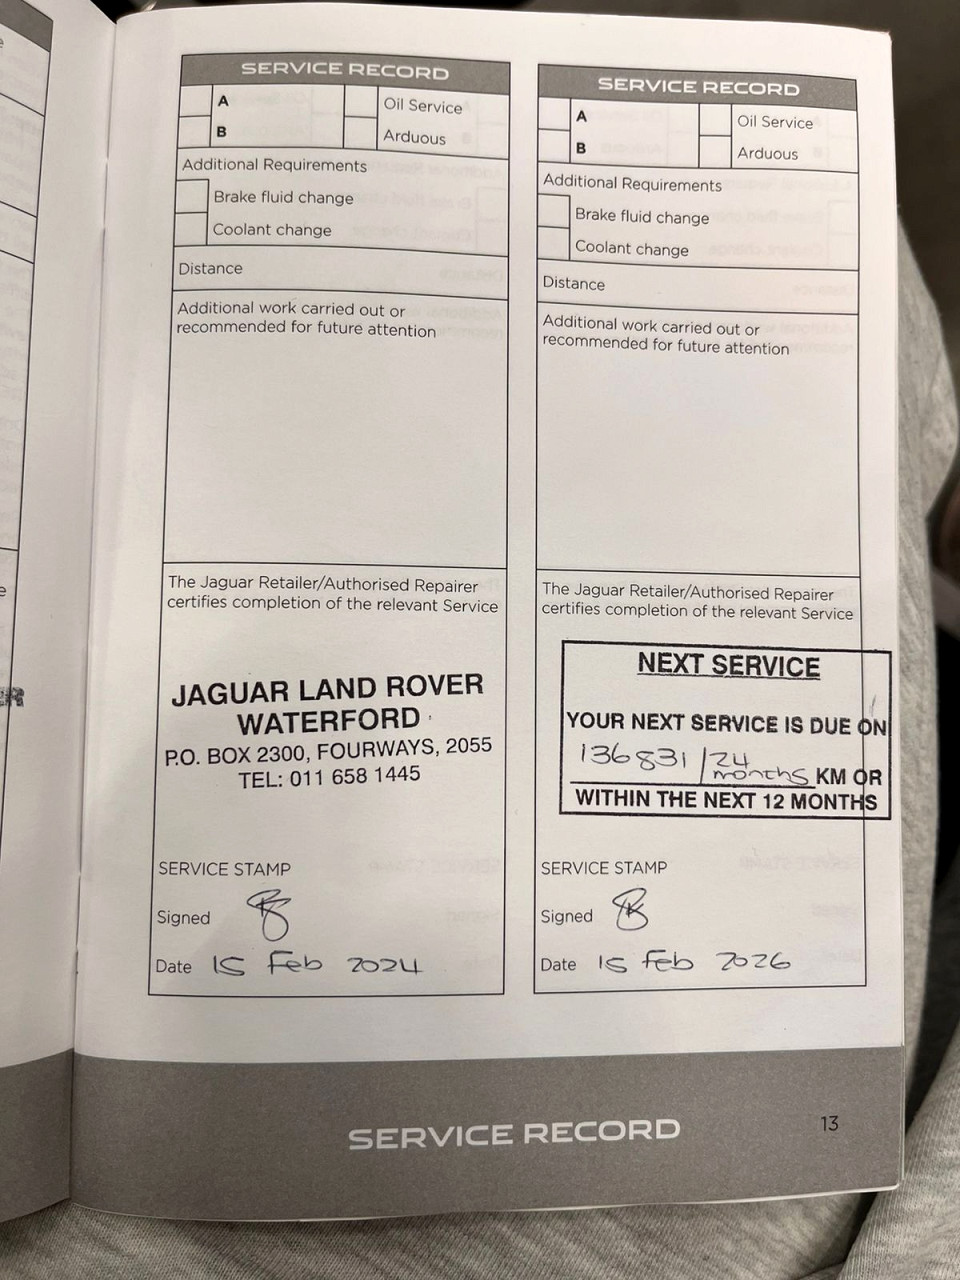 SERVICE RECORD
A
Oil Service
B
Arduous
Additional Requirements
Brake fluid change
Coolant change
Distance
Additional work carried out or
recommended for future attention
The Jaguar Retailer/Authorised Repairer
certifies completion of the relevant Service
JAGUAR LAND ROVER
WATERFORD
P.O. BOX 2300, FOURWAYS, 2055
TEL: 011 658 1445
SERVICE STAMP
Signed
Date 15 Feb 2024
SERVICE RECORD
A
Oil Service
B
Arduous
Additional Requirements
Brake fluid change
Coolant change
Distance
Additional work carried out or
recommended for future attention
The Jaguar Retailer/Authorised Repairer
certifies completion of the relevant Service
NEXT SERVICE
YOUR NEXT SERVICE IS DUE ON
136831 / 24 months KM OR
WITHIN THE NEXT 12 MONTHS
SERVICE STAMP
Signed
Date 15 Feb 2026
SERVICE RECORD
13